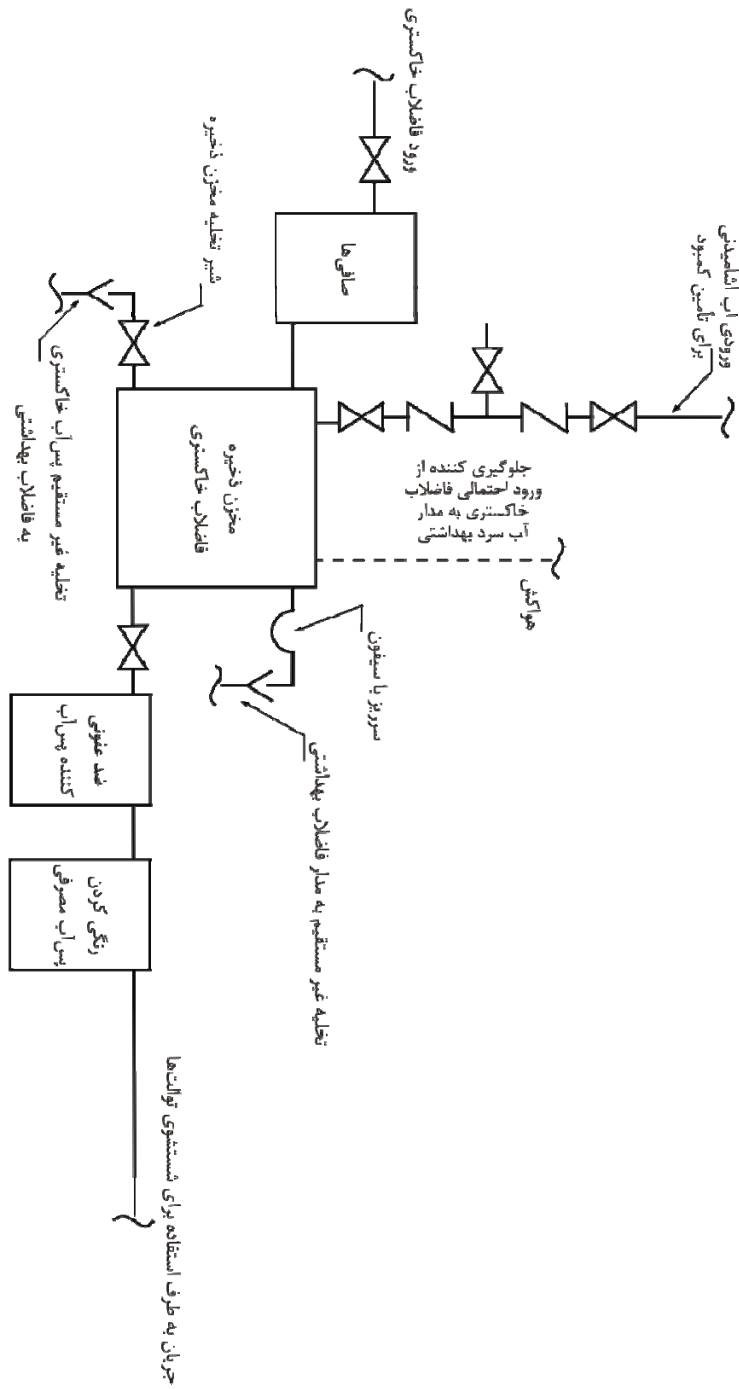 ورود فاضلاب خاکستری
صافی‌ها
ورودی آب آشامیدنی
برای تأمین کمبود
جلوگیری کننده از
ورود احتمالی فاضلاب
خاکستری به مدار
آب سرد بهداشتی
هواکش
شیر تخلیه مخزن ذخیره
تخلیه غیر مستقیم پس‌آب خاکستری
به فاضلاب بهداشتی
مخزن ذخیره
فاضلاب خاکستری
سرریز با سیفون
تخلیه غیر مستقیم به مدار فاضلاب بهداشتی
ضد عفونی
کننده پس‌آب
رنگی کردن
پس‌آب مصرفی
جریان به طرف استفاده برای شستشوی توالت‌ها